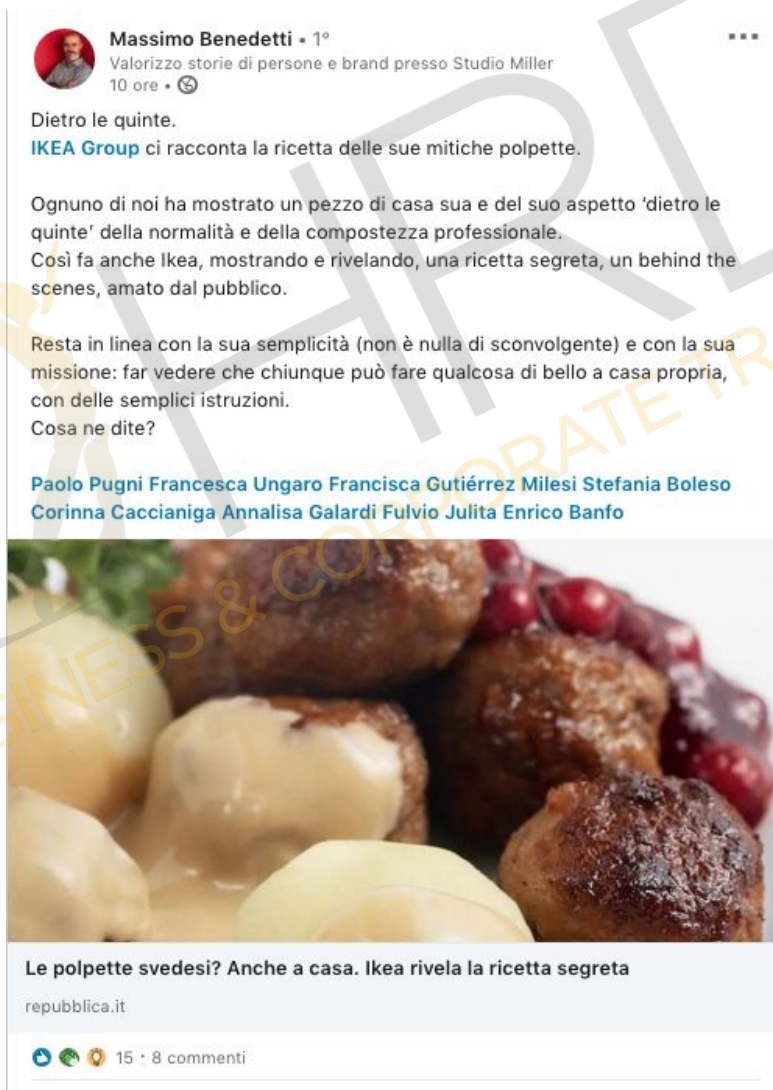 Massimo Benedetti • 1°
Valorizzo storie di persone e brand presso Studio Miller
10 ore •
Dietro le quinte.
IKEA Group ci racconta la ricetta delle sue mitiche polpette.
Ognuno di noi ha mostrato un pezzo di casa sua e del suo aspetto ‘dietro le
quinte’ della normalità e della compostezza professionale.
Così fa anche Ikea, mostrando e rivelando, una ricetta segreta, un behind the
scenes, amato dal pubblico.
Resta in linea con la sua semplicità (non è nulla di sconvolgente) e con la sua
missione: far vedere che chiunque può fare qualcosa di bello a casa propria,
con delle semplici istruzioni.
Cosa ne dite?
Paolo Pugni Francesca Ungaro Francisca Gutiérrez Milesi Stefania Boleso
Corinna Caccianiga Annalisa Galardi Fulvio Julita Enrico Banfo
HRD
SINESS & CORPORATE TR
Le polpette svedesi? Anche a casa. Ikea rivela la ricetta segreta
repubblica.it
15 · 8 commenti